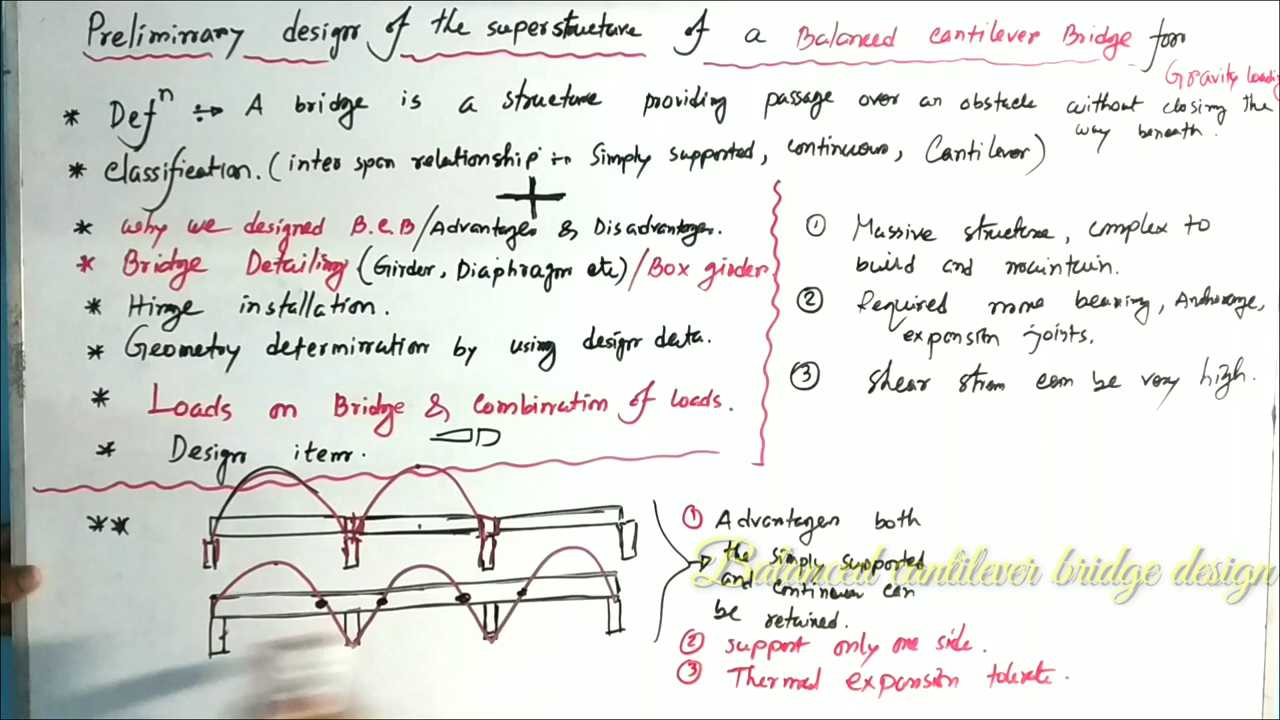 Preliminary design of the superstructure of a Balanced cantilever Bridge for
Gravity loading
* Defⁿ ÷→ A bridge is a structure providing passage over an obstacle without closing the
way beneath.
* Classification. (inter span relationship :- Simply supported, continuous, Cantilever)
* why we designed B.C.B/Advantages & Disadvantages.
* Bridge Detailing (Girder, Diaphragm etc)/Box girder
* Hinge installation.
* Geometry determination by using design data.
* Loads on Bridge & Combination of loads.
* Design item.
① Massive structure, complex to
build and maintain.
② Required more bearing, Anchorage,
expansion joists.
③ shear stress can be very high.
**
① Advantages both
the simply supported
and continuous can
be retained.
② support only one side.
③ Thermal expansion tolerate.
Balanced cantilever bridge design